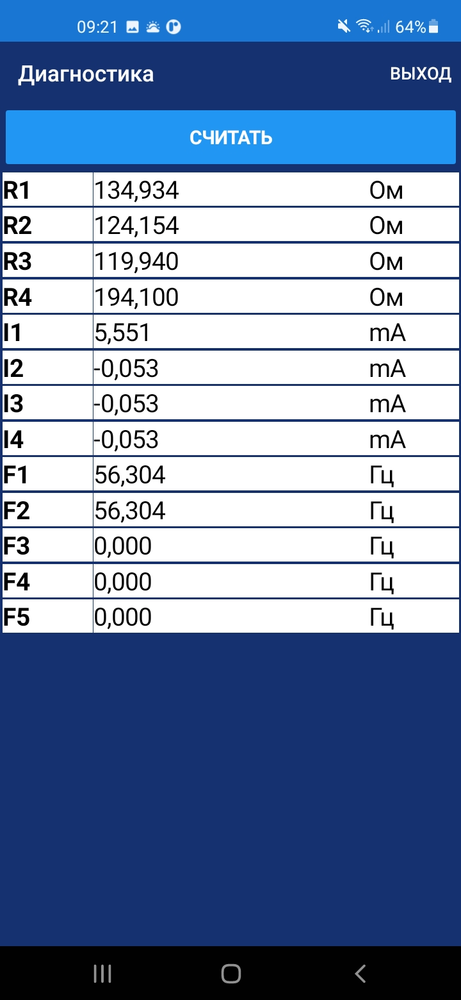 09:21 64%
Диагностика ВЫХОД
СЧИТАТЬ
R1 134,934 Ом
R2 124,154 Ом
R3 119,940 Ом
R4 194,100 Ом
I1 5,551 mA
I2 -0,053 mA
I3 -0,053 mA
I4 -0,053 mA
F1 56,304 Гц
F2 56,304 Гц
F3 0,000 Гц
F4 0,000 Гц
F5 0,000 Гц